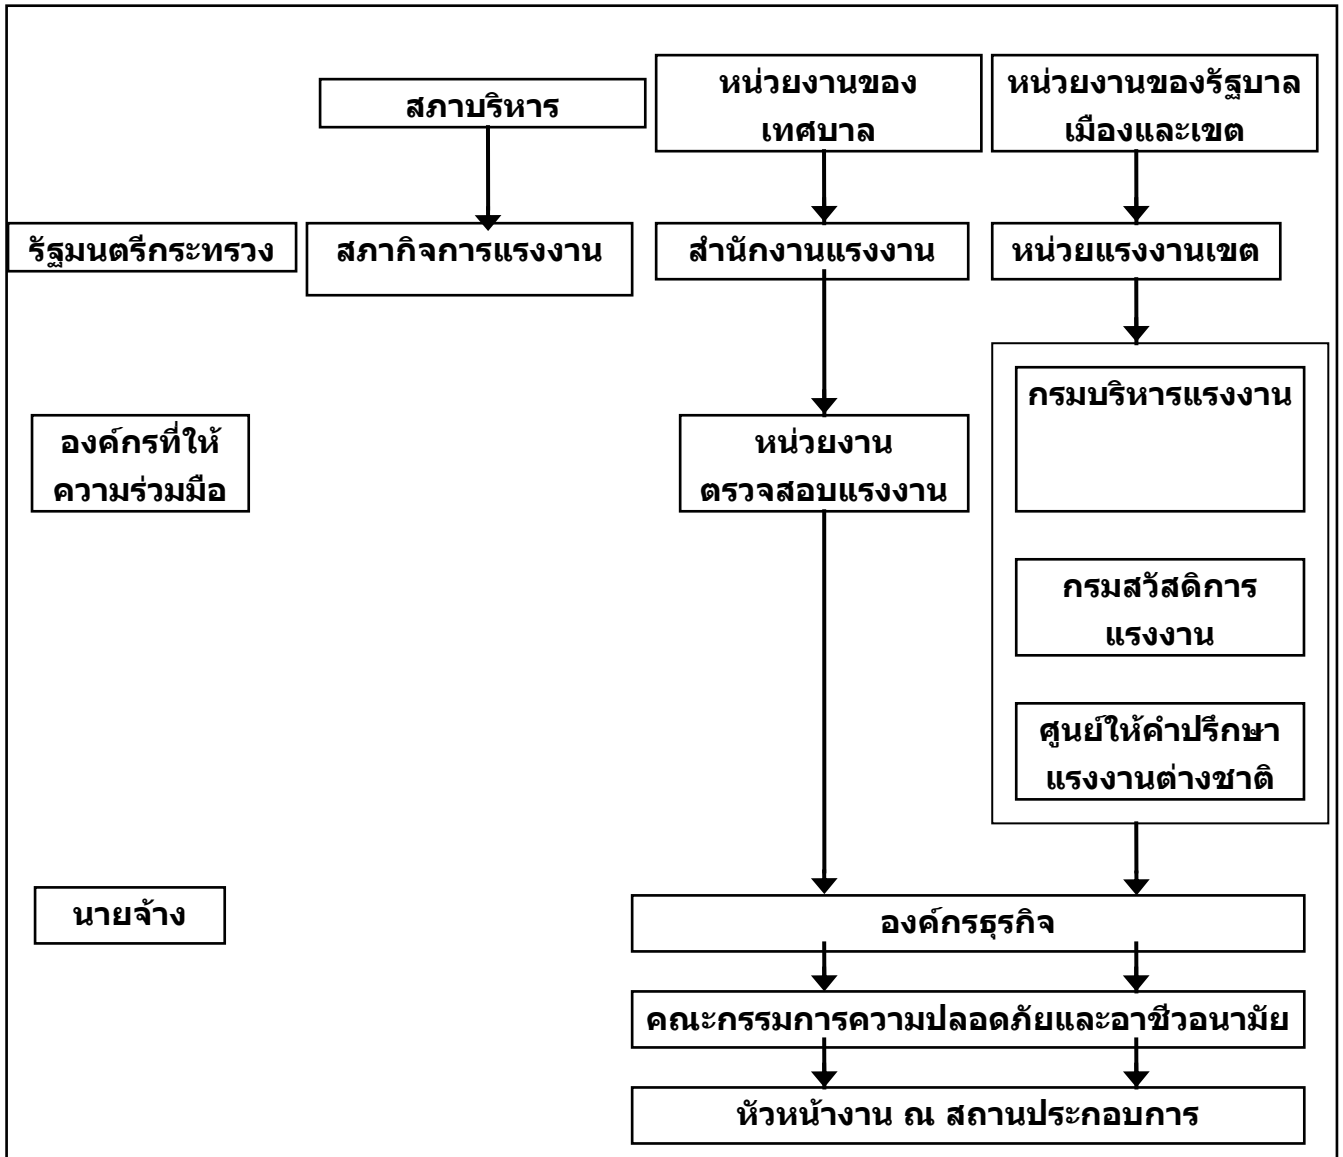 สภาบริหาร
หน่วยงานของ
เทศบาล
หน่วยงานของรัฐบาล
เมืองและเขต
รัฐมนตรีกระทรวง
สภากิจการแรงงาน
สำนักงานแรงงาน
หน่วยแรงงานเขต
องค์กรที่ให้
ความร่วมมือ
หน่วยงาน
ตรวจสอบแรงงาน
กรมบริหารแรงงาน
กรมสวัสดิการ
แรงงาน
ศูนย์ให้คำปรึกษา
แรงงานต่างชาติ
นายจ้าง
องค์กรธุรกิจ
คณะกรรมการความปลอดภัยและอาชีวอนามัย
หัวหน้างาน ณ สถานประกอบการ